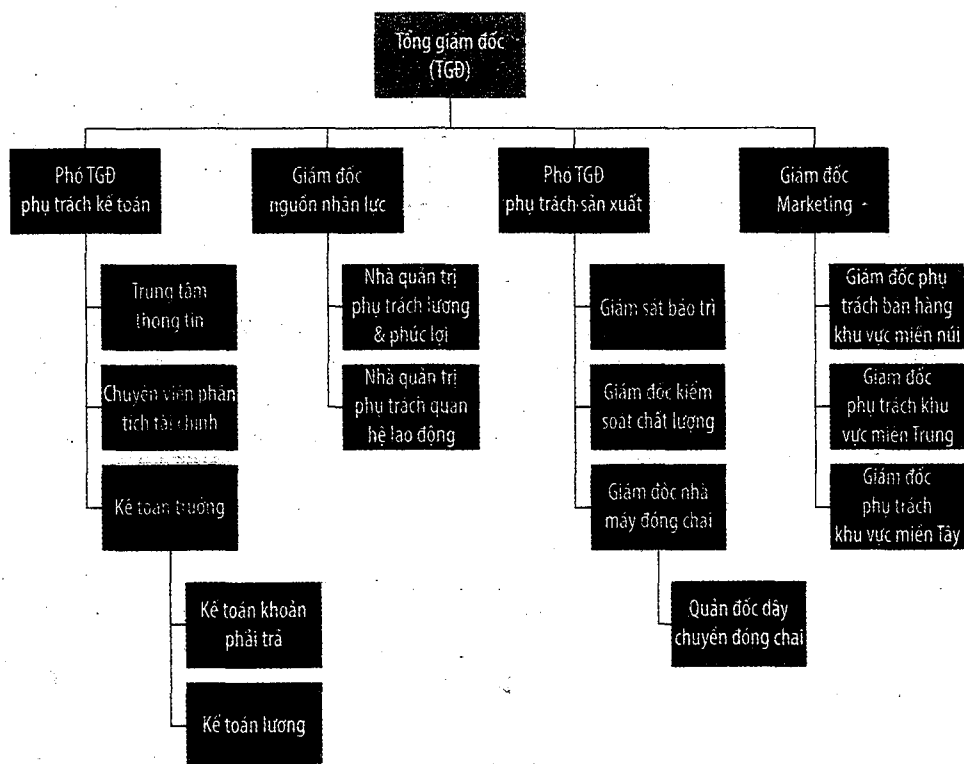 Tổng giám đốc
(TGĐ)
Phó TGĐ
phụ trách kế toán
Giám đốc
nguồn nhân lực
Phó TGĐ
phụ trách sản xuất
Giám đốc
Marketing
Trung tâm
thong tin
Chuyên viên phân
tích tài chính
Kế toán trưởng
Kế toán khoản
phải trả
Kế toán lương
Nhà quản trị
phụ trách lương
& phúc lợi
Nhà quản trị
phụ trách quan
hệ lao động
Giám sát bảo trì
Giám đốc kiểm
soát chất lượng
Giám đốc nhà
máy đóng chai
Quản đốc dây
chuyền đóng chai
Giám đốc phụ
trách bán hàng
khu vực miền núi
Giám đốc
phụ trách khu
vực miền Trung
Giám đốc
phụ trách
khu vực miền Tây